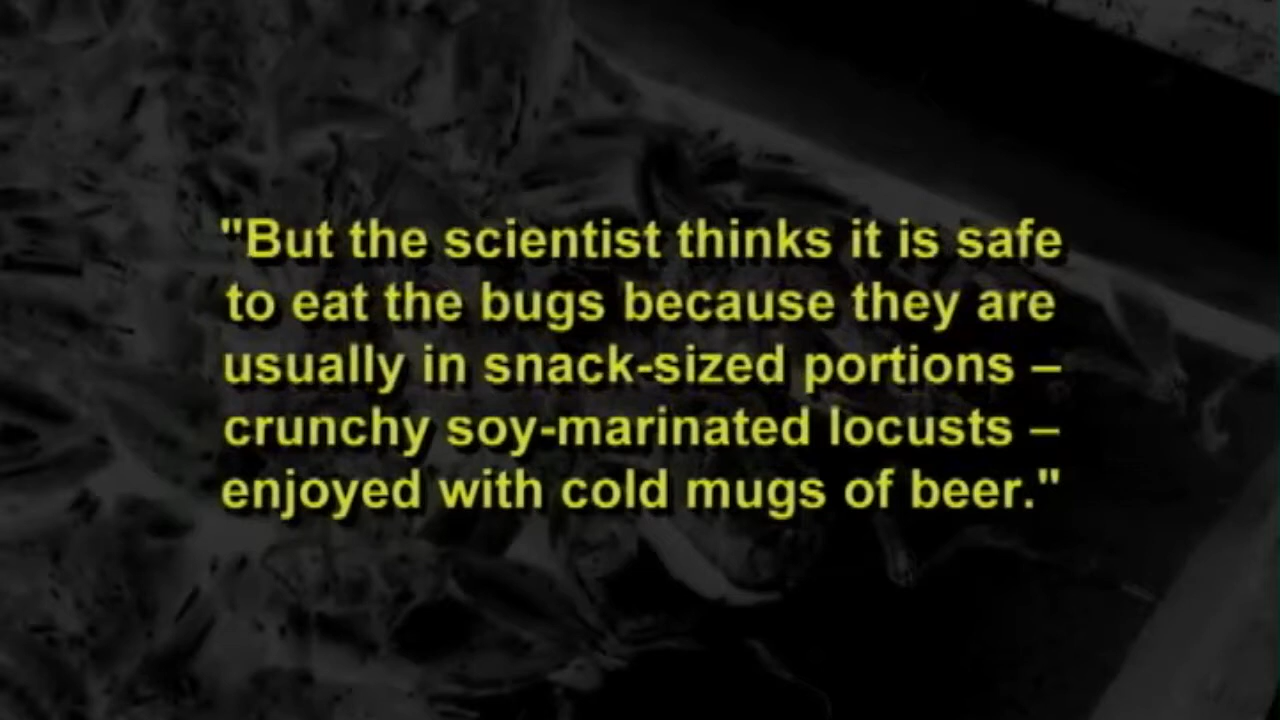 "But the scientist thinks it is safe
to eat the bugs because they are
usually in snack-sized portions –
crunchy soy-marinated locusts –
enjoyed with cold mugs of beer."